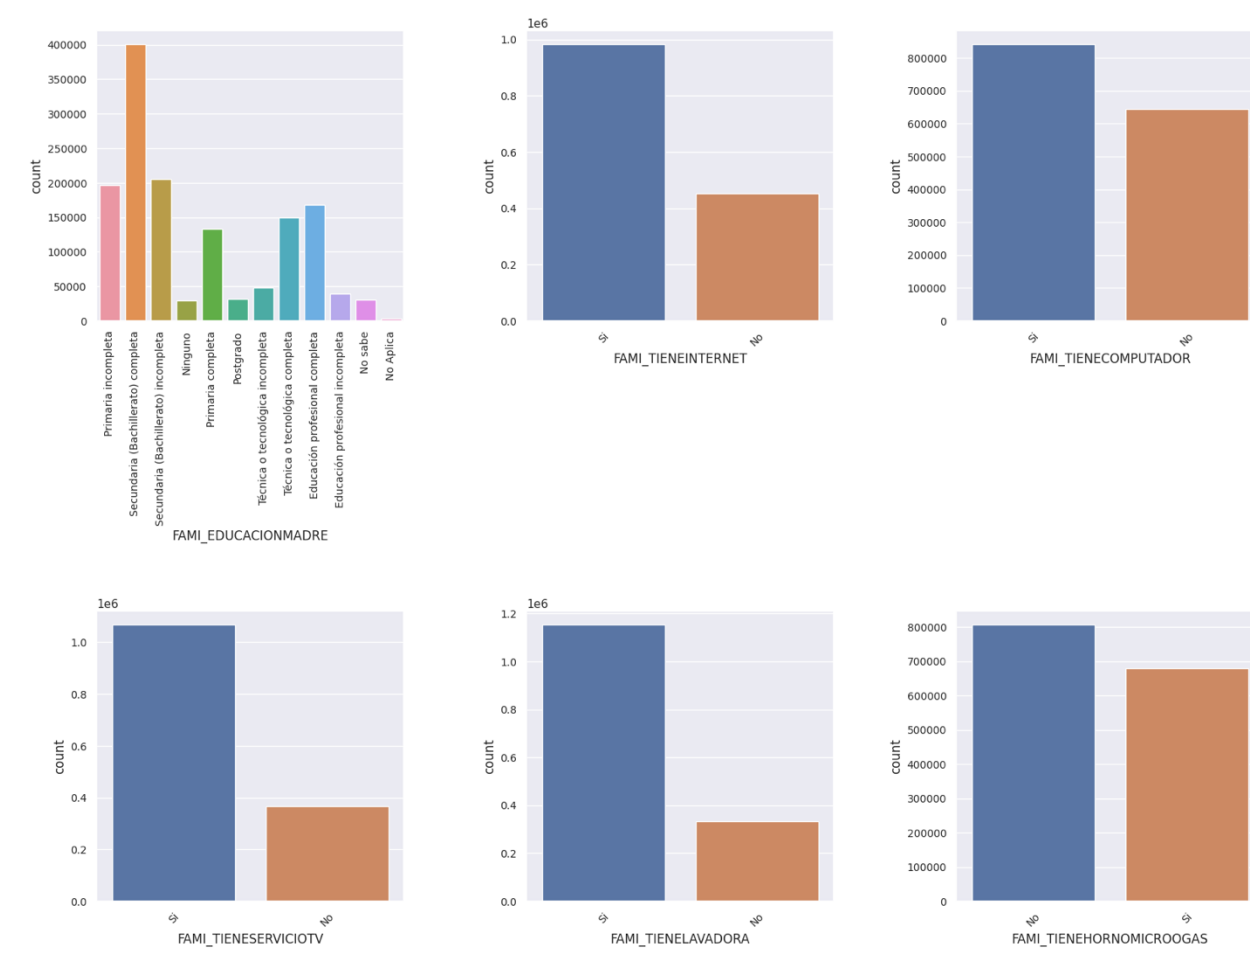 400000
350000
300000
250000
200000
150000
100000
50000
0
count
Primaria incompleta
Secundaria (Bachillerato) completa
Secundaria (Bachillerato) incompleta
Ninguno
Primaria completa
Postgrado
Técnica o tecnológica incompleta
Técnica o tecnológica completa
Educación profesional completa
Educación profesional incompleta
No sabe
No Aplica
FAMI_EDUCACIONMADRE
1e6
1.0
0.8
0.6
0.4
0.2
0.0
count
Si
No
FAMI_TIENEINTERNET
800000
700000
600000
500000
400000
300000
200000
100000
0
count
Si
No
FAMI_TIENECOMPUTADOR
1e6
1.0
0.8
0.6
0.4
0.2
0.0
count
Si
No
FAMI_TIENESERVICIOTV
1e6
1.2
1.0
0.8
0.6
0.4
0.2
0.0
count
Si
No
FAMI_TIENELAVADORA
800000
700000
600000
500000
400000
300000
200000
100000
0
count
No
Si
FAMI_TIENEHORNOMICROOGAS